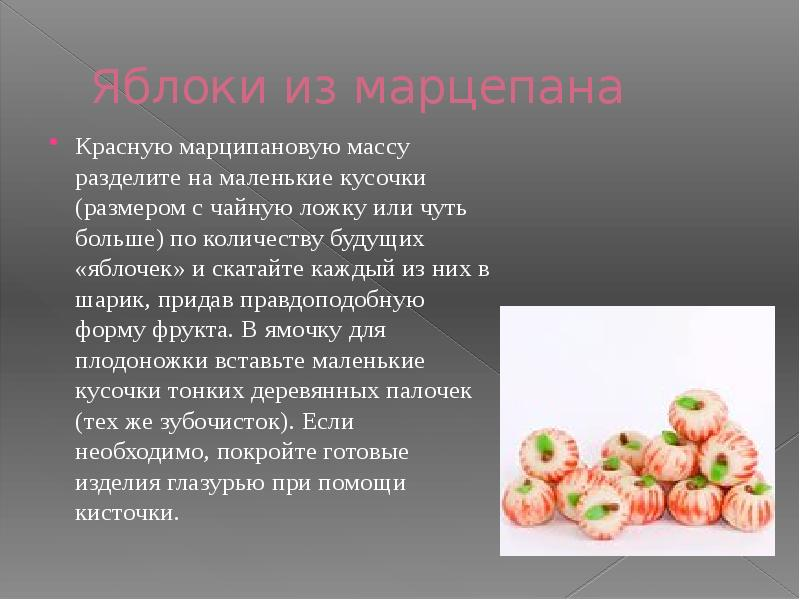 Яблоки из марцепана
Красную марципановую массу
разделите на маленькие кусочки
(размером с чайную ложку или чуть
больше) по количеству будущих
«яблочек» и скатайте каждый из них в
шарик, придав правдоподобную
форму фрукта. В ямочку для
плодоножки вставьте маленькие
кусочки тонких деревянных палочек
(тех же зубочисток). Если
необходимо, покройте готовые
изделия глазурью при помощи
кисточки.